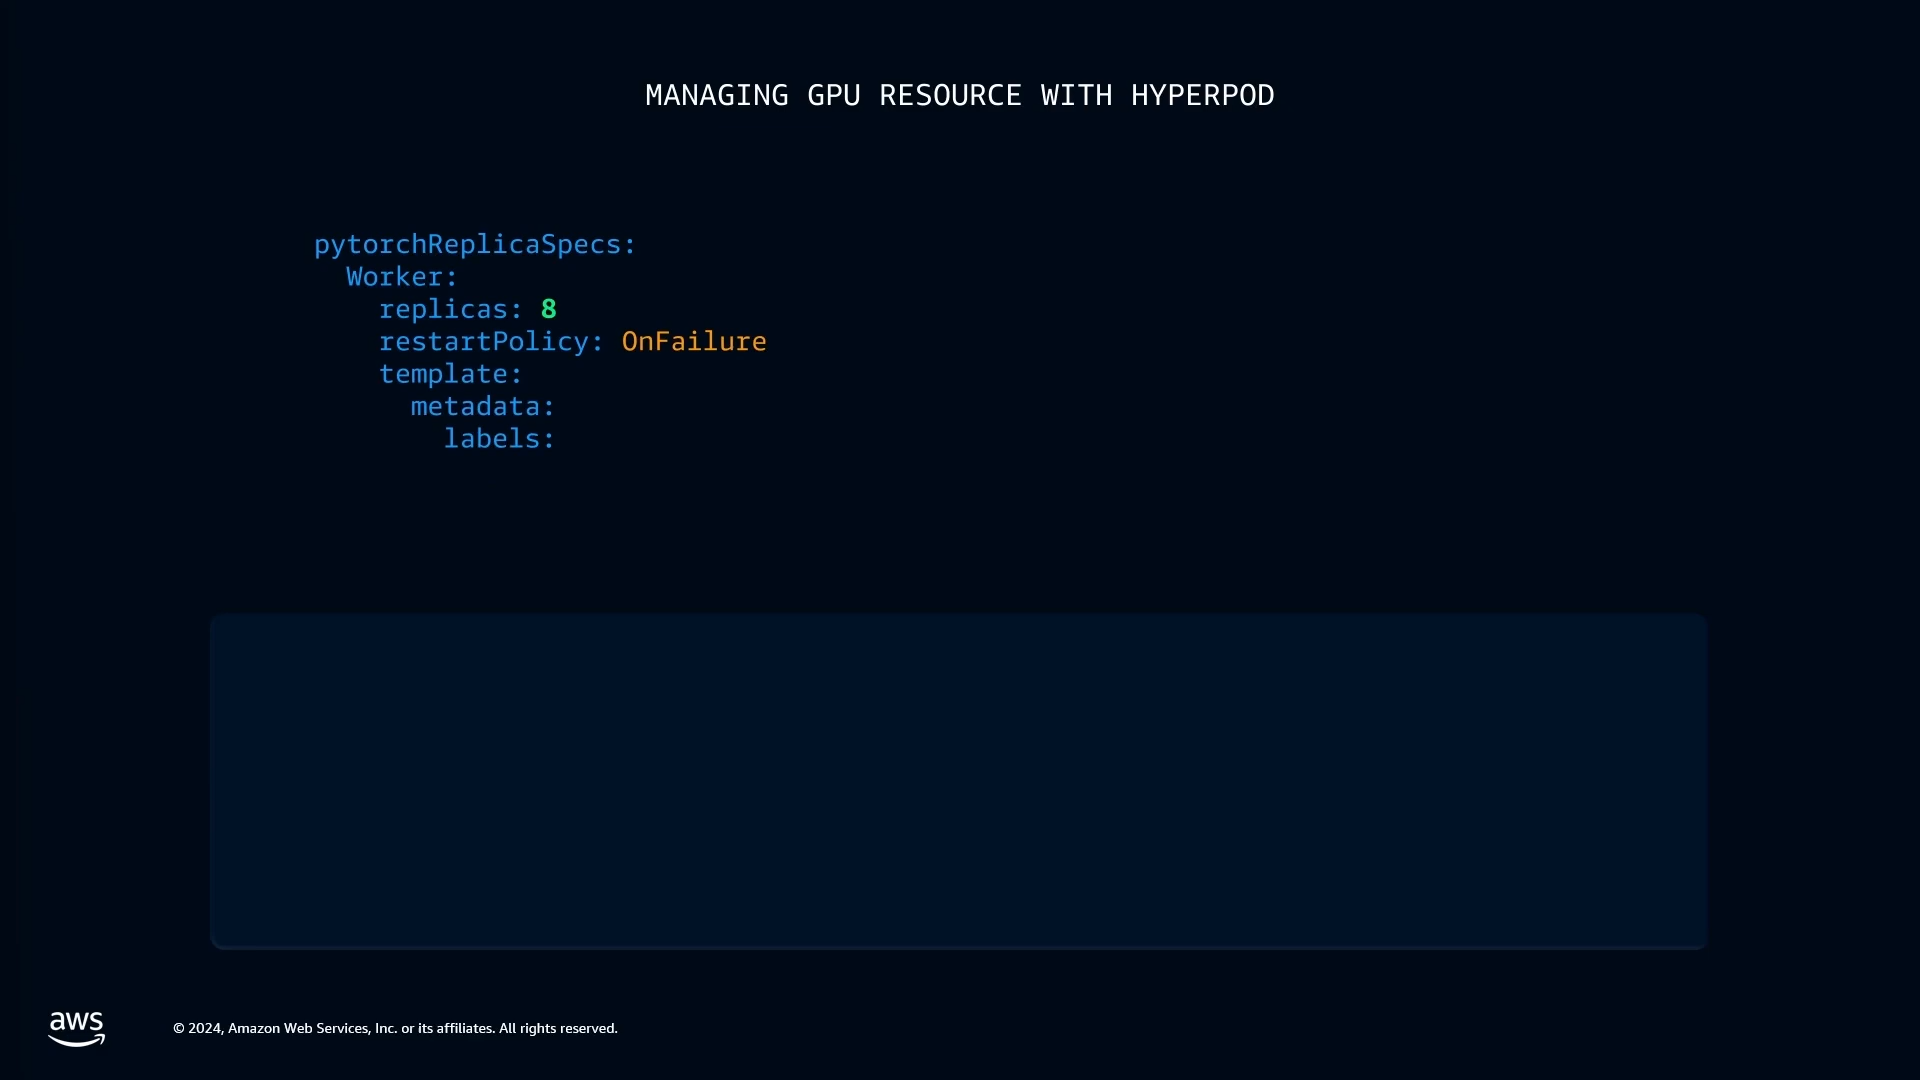 MANAGING GPU RESOURCE WITH HYPERPOD
pytorchReplicaSpecs:
  Worker:
    replicas: 8
    restartPolicy: OnFailure
    template:
      metadata:
        labels:
aws
© 2024, Amazon Web Services, Inc. or its affiliates. All rights reserved.